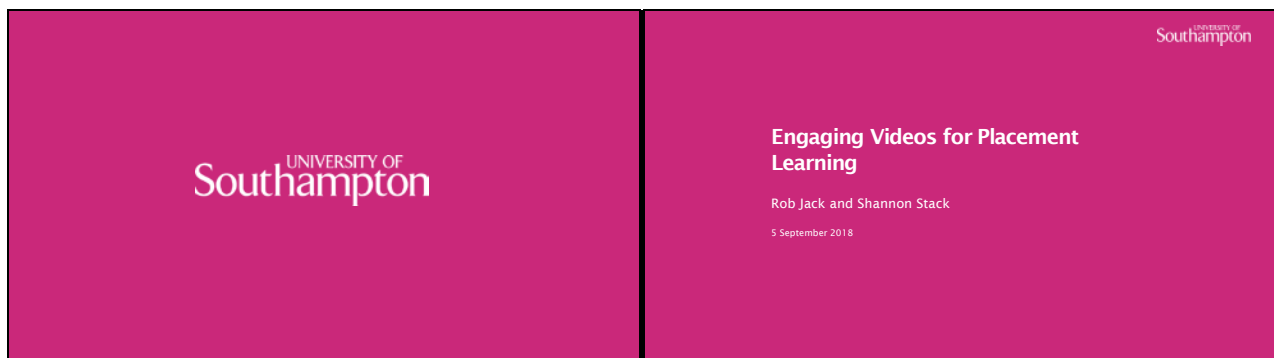 UNIVERSITY OF
Southampton
UNIVERSITY OF
Southampton
Engaging Videos for Placement
Learning
Rob Jack and Shannon Stack
5 September 2018